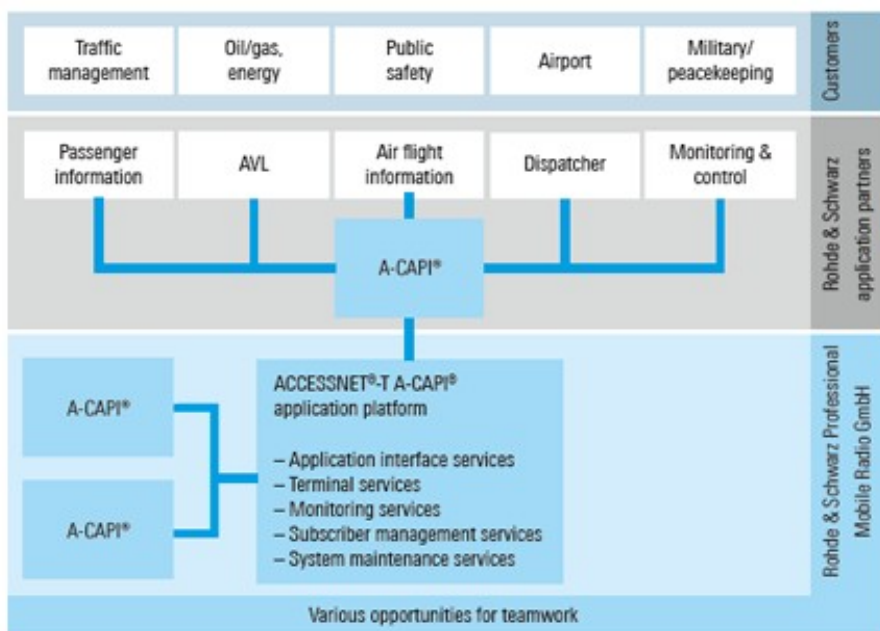 Traffic
management
Oil/gas,
energy
Public
safety
Airport
Military/
peacekeeping
Customers
Passenger
information
AVL
Air flight
information
Dispatcher
Monitoring &
control
A-CAPI®
Rohde & Schwarz
application partners
A-CAPI®
A-CAPI®
ACCESSNET®-T A-CAPI®
application platform
– Application interface services
– Terminal services
– Monitoring services
– Subscriber management services
– System maintenance services
Rohde & Schwarz Professional
Mobile Radio GmbH
Various opportunities for teamwork